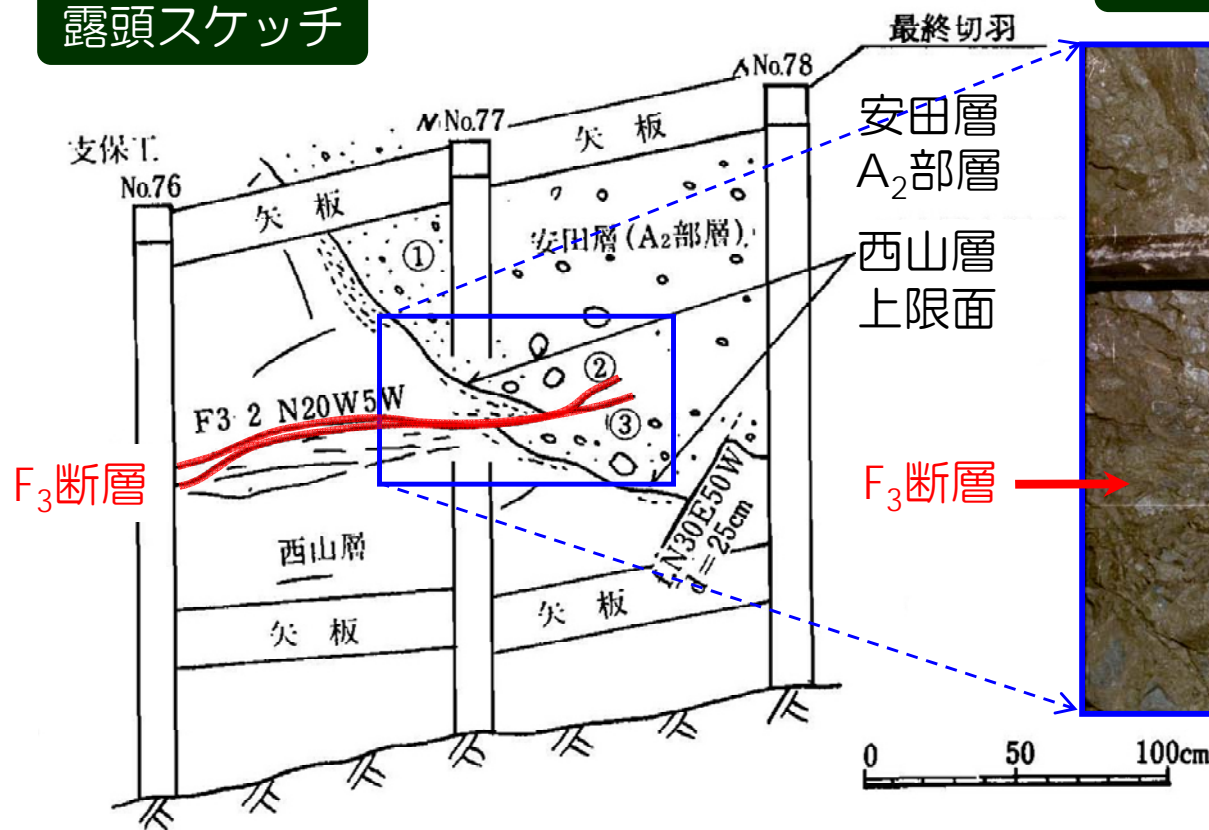 露頭スケッチ
最終切羽
No.78
No.77
支保工
No.76
矢板
矢板
安田層
A₂部層
①
安田層(A₂部層)
西山層
上限面
②
F3・2 N20W5W
③
F₃断層
F₃断層
N30E50W
d=25cm
西山層
矢板
矢板
0 50 100cm